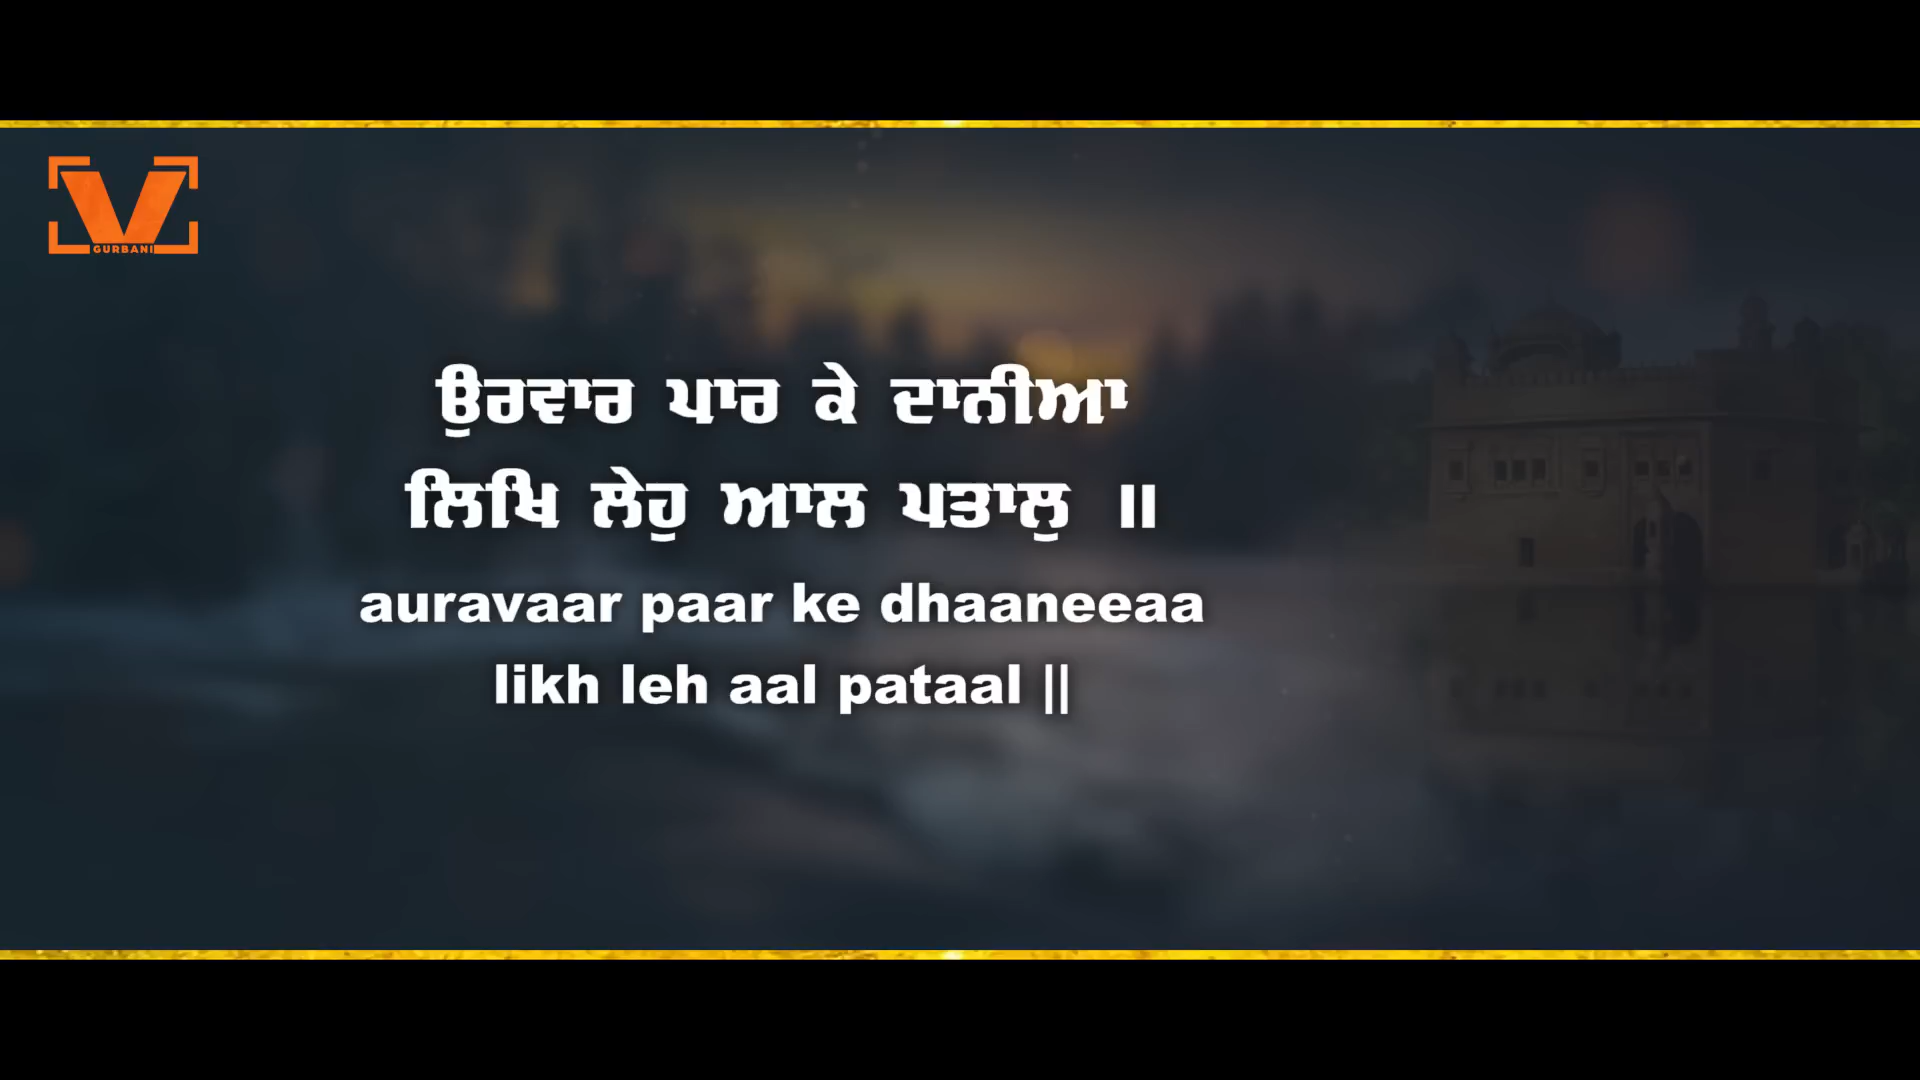 V
GURBANI
ਉਰਵਾਰ ਪਾਰ ਕੇ ਦਾਨੀਆ
ਲਿਖਿ ਲੇਹੁ ਆਲ ਪਤਾਲੁ ॥
auravaar paar ke dhaaneeaa
likh leh aal pataal ||